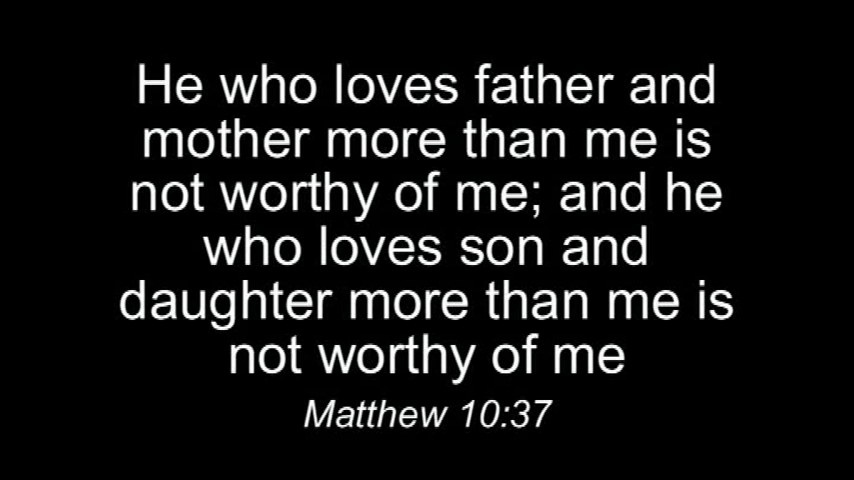 He who loves father and
mother more than me is
not worthy of me; and he
who loves son and
daughter more than me is
not worthy of me
Matthew 10:37